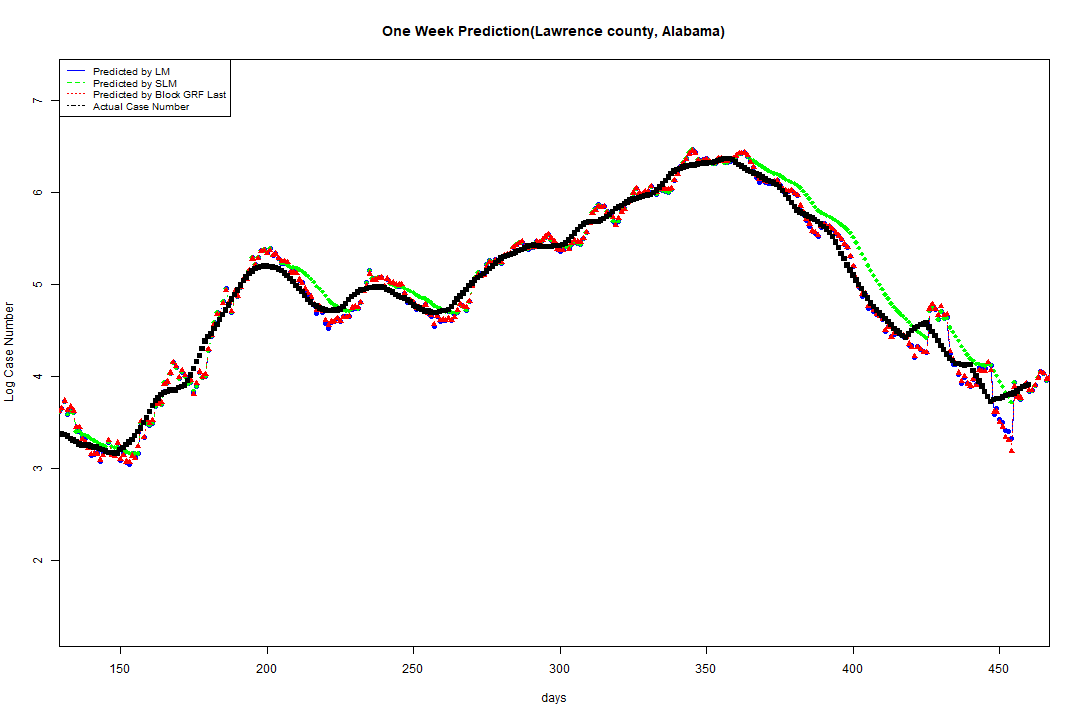 One Week Prediction(Lawrence county, Alabama)
Predicted by LM
Predicted by SLM
Predicted by Block GRF Last
Actual Case Number
7
6
5
4
3
2
Log Case Number
150 200 250 300 350 400 450
days